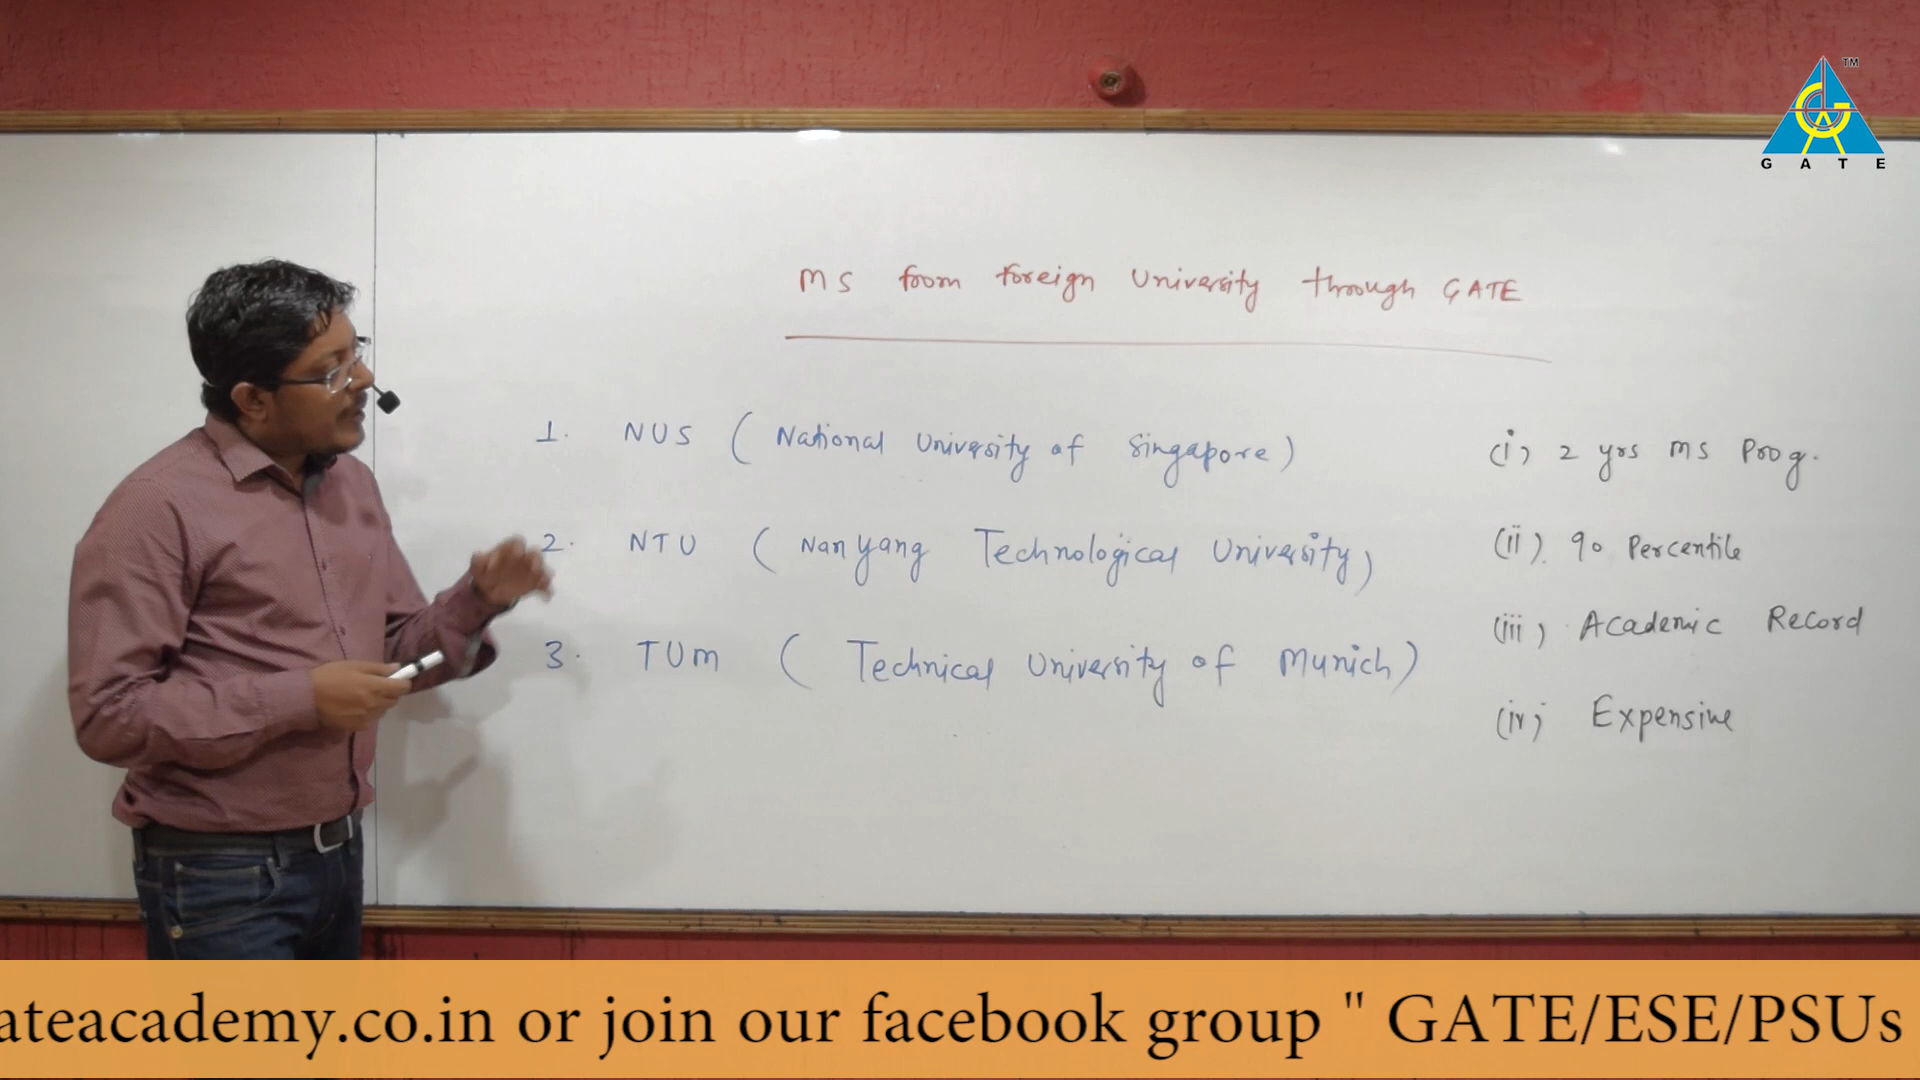 TM
GATE
MS from foreign University through GATE
1. NUS ( National University of Singapore )
2. NTU ( Nanyang Technological University )
3. TUM ( Technical University of Munich )
(i) 2 yrs MS Prog.
(ii). 90 Percentile
(iii) Academic Record
(iv) Expensive
ateacademy.co.in or join our facebook group " GATE/ESE/PSUs